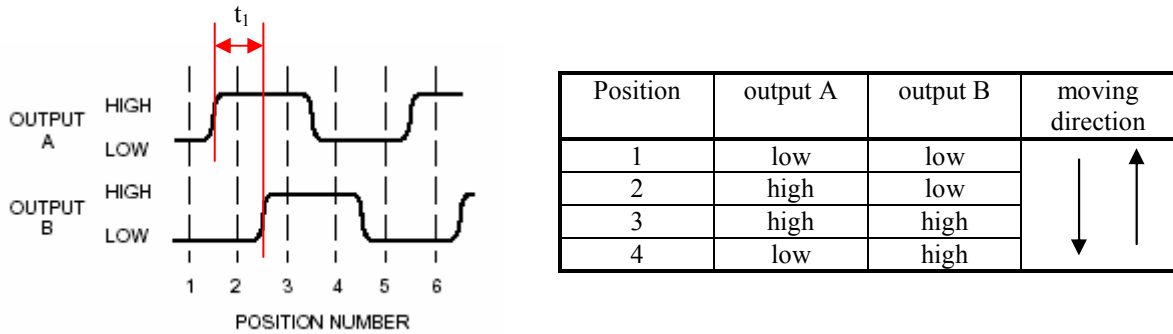 t1
OUTPUT
A
HIGH
LOW
OUTPUT
B
HIGH
LOW
1 2 3 4 5 6
POSITION NUMBER
Position output A output B moving
direction
1 low low
2 high low
3 high high
4 low high